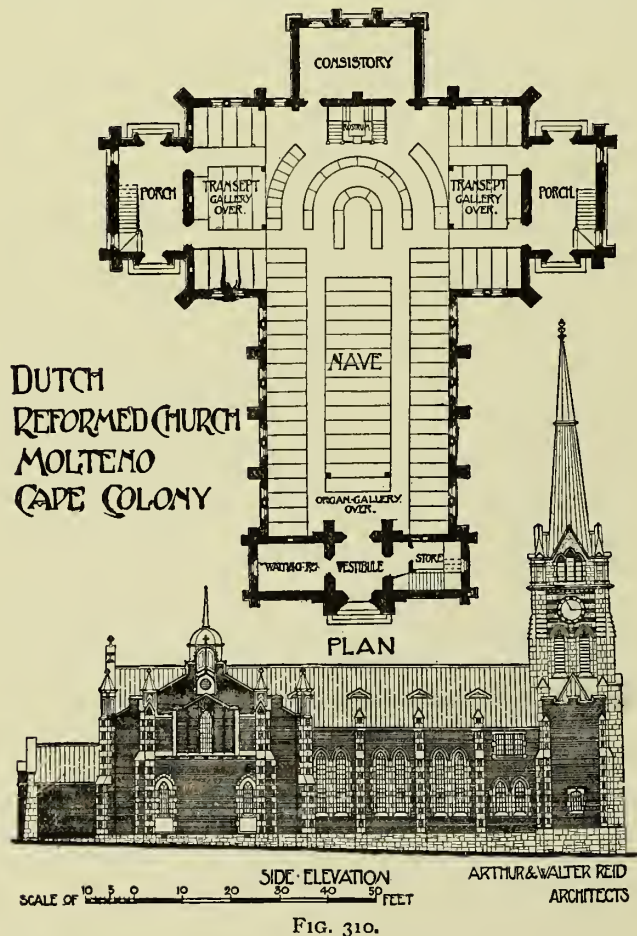 CONSISTORY
ROSTRUM
PORCH
TRANSEPT
GALLERY
OVER.
TRANSEPT
GALLERY
OVER.
PORCH.
NAVE
DUTCH
REFORMED CHURCH
MOLTENO
CAPE COLONY
ORGAN-GALLERY
OVER.
VESTIBULE
STORE
PLAN
SIDE·ELEVATION
SCALE OF 10 5 0 10 20 30 40 50 FEET
ARTHUR & WALTER REID
ARCHITECTS
FIG. 310.